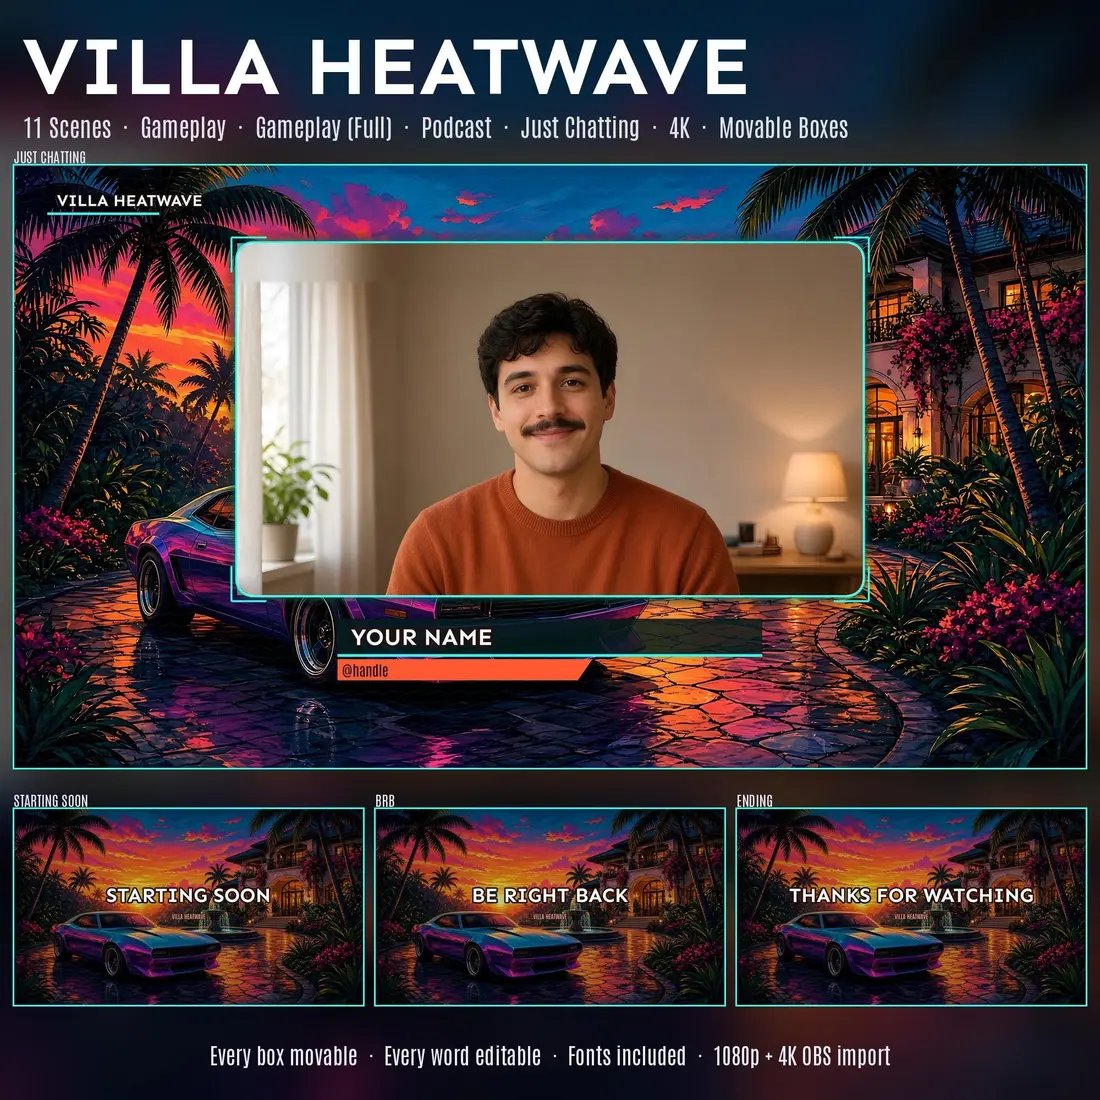 VILLA HEATWAVE
11 Scenes · Gameplay · Gameplay (Full) · Podcast · Just Chatting · 4K · Movable Boxes
JUST CHATTING
VILLA HEATWAVE
YOUR NAME
@handle
STARTING SOON
BRB
ENDING
STARTING SOON
VILLA HEATWAVE
BE RIGHT BACK
VILLA HEATWAVE
THANKS FOR WATCHING
VILLA HEATWAVE
Every box movable · Every word editable · Fonts included · 1080p + 4K OBS import